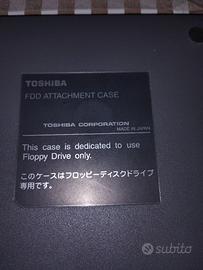 TOSHIBA
FDD ATTACHMENT CASE
TOSHIBA CORPORATION
MADE IN JAPAN
This case is dedicated to use
Floppy Drive only.
このケースはフロッピーディスクドライブ
専用です。
subito